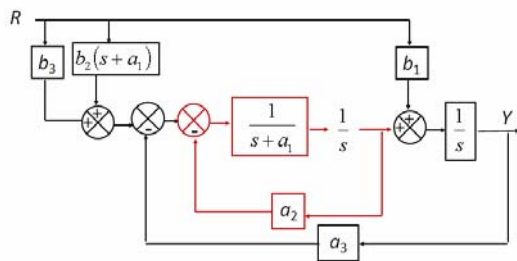 R
b₃
b₂(s + a₁)
b₁
+ +
-
-
1
s + a₁
1
s
+ +
1
s
Y
a₂
a₃